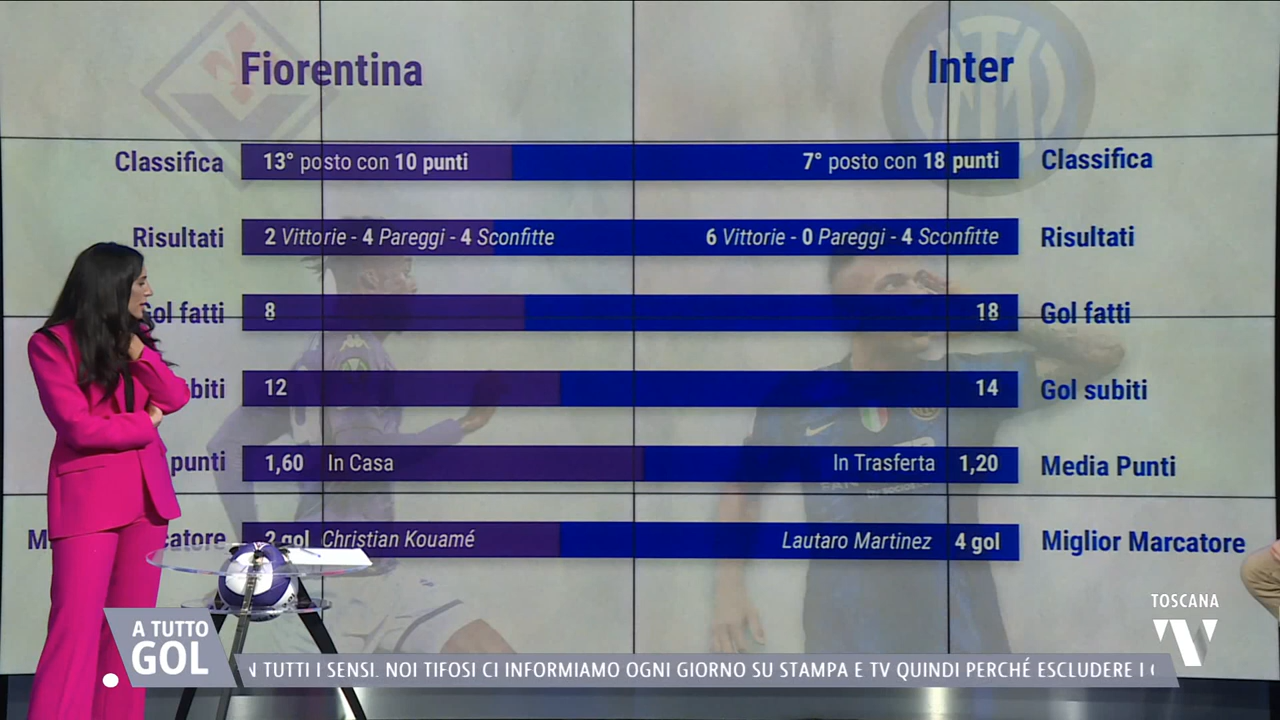 Fiorentina Inter
Classifica 13° posto con 10 punti 7° posto con 18 punti Classifica
Risultati 2 Vittorie - 4 Pareggi - 4 Sconfitte 6 Vittorie - 0 Pareggi - 4 Sconfitte Risultati
Gol fatti 8 18 Gol fatti
12 14 Gol subiti
punti 1,60 In Casa In Trasferta 1,20 Media Punti
2 gol Christian Kouamé Lautaro Martinez 4 gol Miglior Marcatore
TOSCANA
TV
A TUTTO
GOL
N TUTTI I SENSI. NOI TIFOSI CI INFORMIAMO OGNI GIORNO SU STAMPA E TV QUINDI PERCHÉ ESCLUDERE I